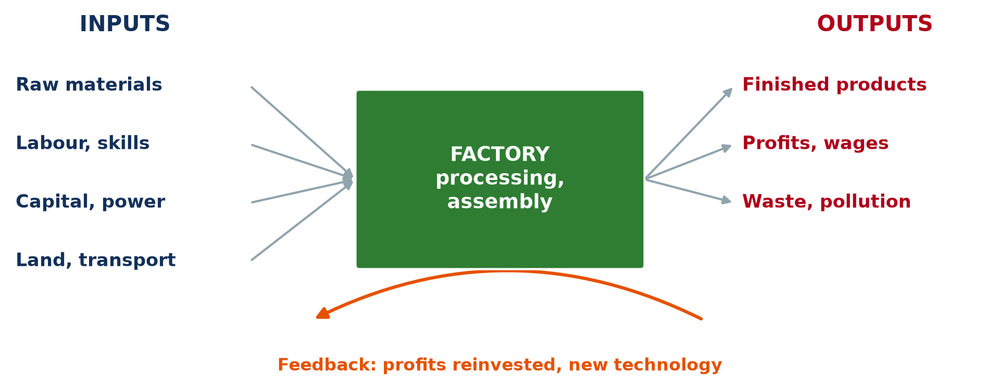 INPUTS
OUTPUTS
Raw materials
Labour, skills
Capital, power
Land, transport
FACTORY
processing,
assembly
Finished products
Profits, wages
Waste, pollution
Feedback: profits reinvested, new technology